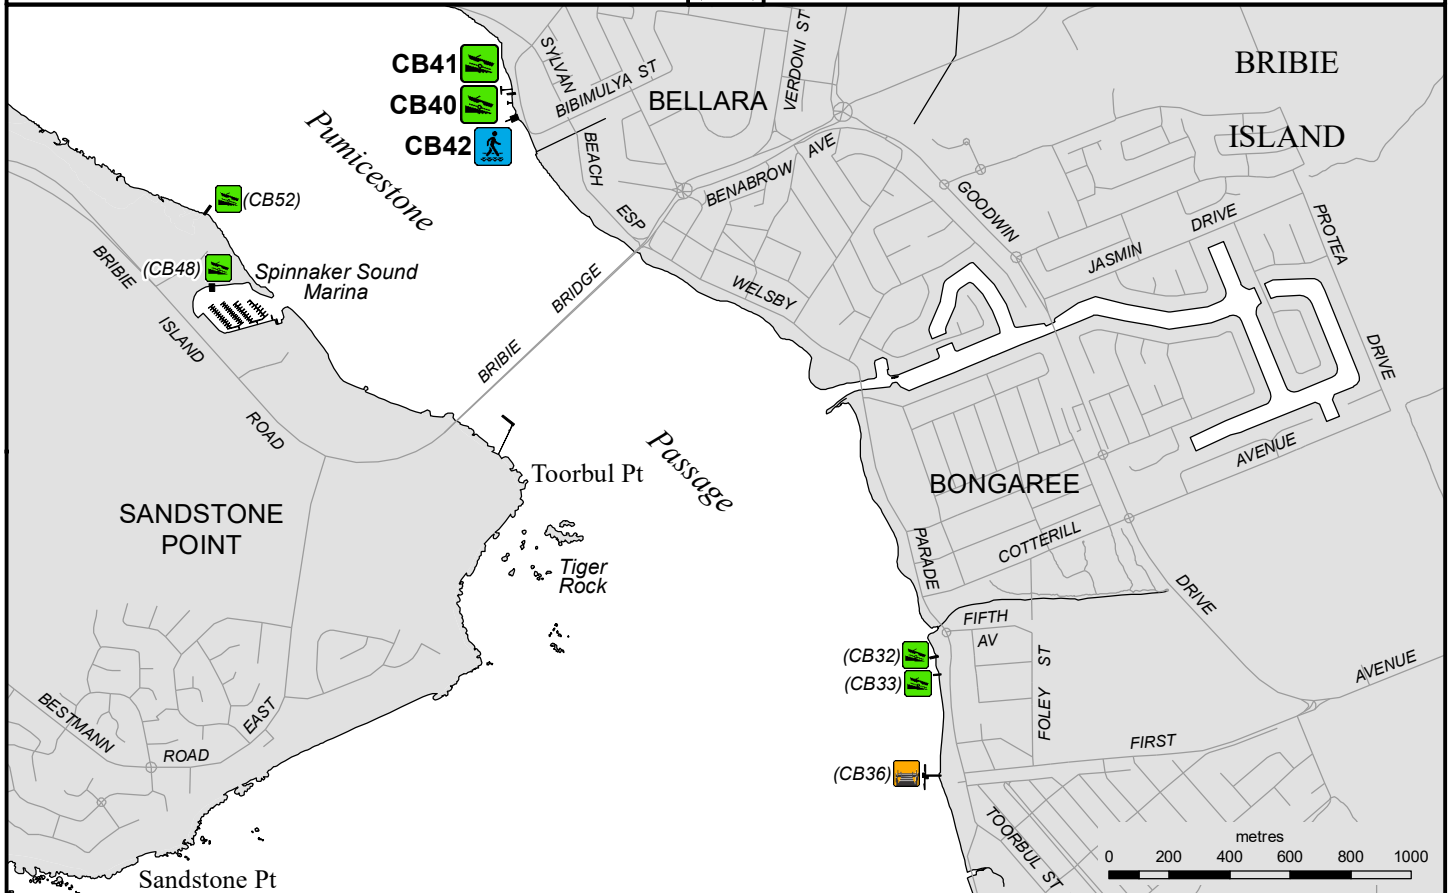 SYLVAN
BIBIMULYA ST
VERDONI ST
BRIBIE
ISLAND
CB41
CB40
CB42
BELLARA
Pumicestone
BEACH
ESP
BENABROW
AVE
GOODWIN
JASMIN
DRIVE
PROTEA
DRIVE
(CB52)
(CB48)
Spinnaker Sound
Marina
BRIBIE
ISLAND
ROAD
BRIBIE
BRIDGE
WELSBY
Passage
Toorbul Pt
SANDSTONE
POINT
Tiger
Rock
BONGAREE
AVENUE
COTTERILL
PARADE
DRIVE
FIFTH
AV
FOLEY ST
(CB32)
(CB33)
(CB36)
AVENUE
FIRST
BESTMANN
ROAD
EAST
TOORBUL ST
Sandstone Pt
metres
0 200 400 600 800 1000